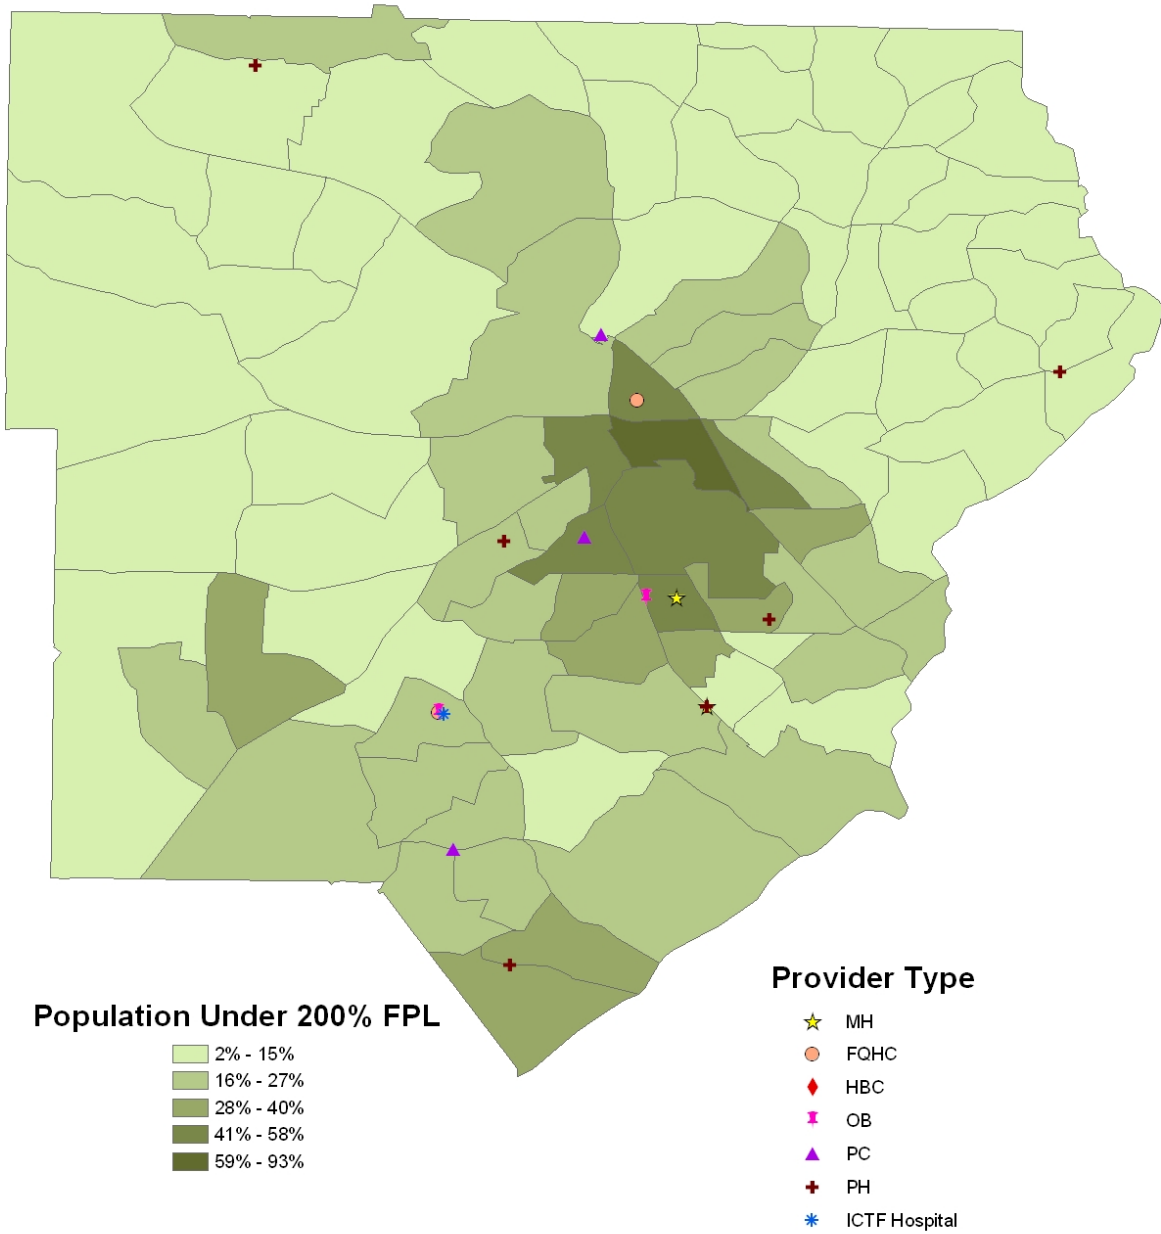 Population Under 200% FPL
2% - 15%
16% - 27%
28% - 40%
41% - 58%
59% - 93%
Provider Type
MH
FQHC
HBC
OB
PC
PH
ICTF Hospital